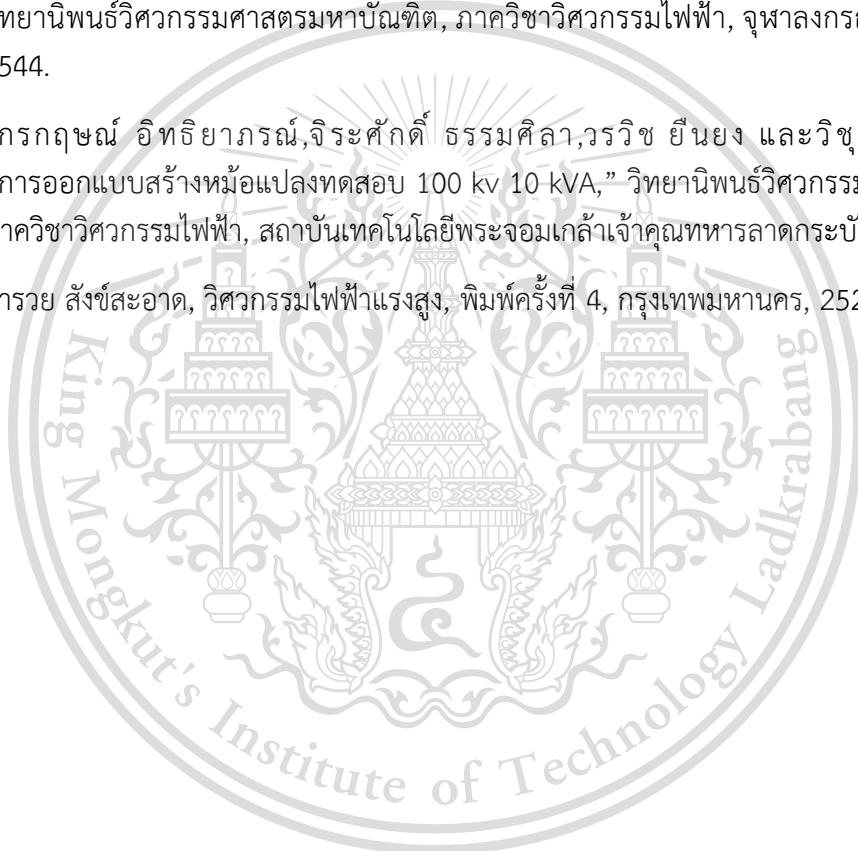 ทยานิพนธ์วิศวกรรมศาสตรมหาบัณฑิต, ภาควิชาวิศวกรรมไฟฟ้า, จุฬาลงกรณ
544.
กรกฤษณ์ อิทธิยาภรณ์,จิระศักดิ์ ธรรมศิลา,วรวิช ยืนยง และวิชุ
การออกแบบสร้างหม้อแปลงทดสอบ 100 kv 10 kVA,” วิทยานิพนธ์วิศวกรรม
าควิชาวิศวกรรมไฟฟ้า, สถาบันเทคโนโลยีพระจอมเกล้าเจ้าคุณทหารลาดกระบั
ำรวย สังข์สะอาด, วิศวกรรมไฟฟ้าแรงสูง, พิมพ์ครั้งที่ 4, กรุงเทพมหานคร, 252
King Mongkut's Institute of Technology Ladkrabang